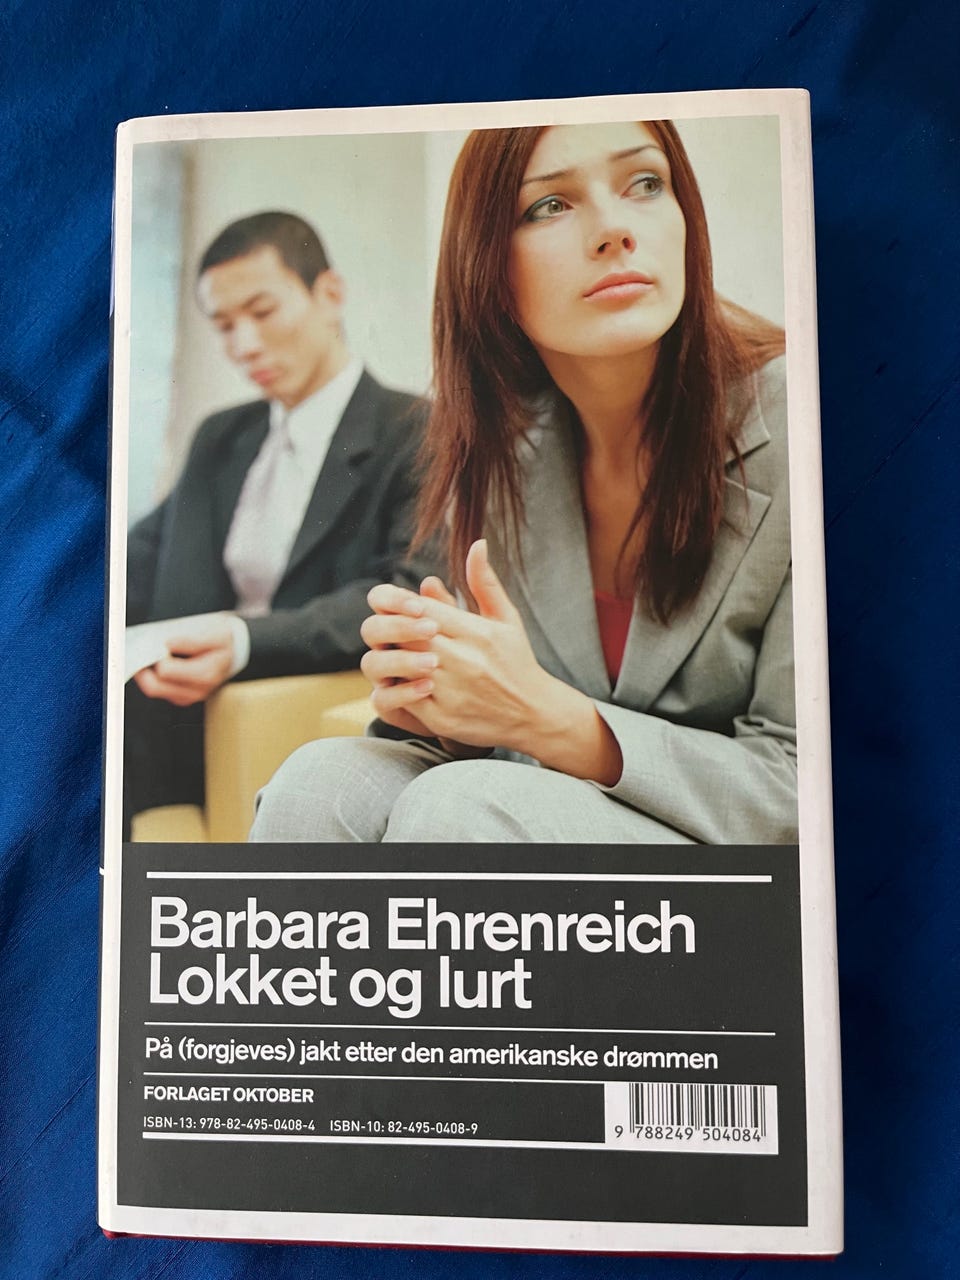 Barbara Ehrenreich
Lokket og lurt
På (forgjeves) jakt etter den amerikanske drømmen
FORLAGET OKTOBER
ISBN-13: 978-82-495-0408-4 ISBN-10: 82-495-0408-9
9 788249 504084